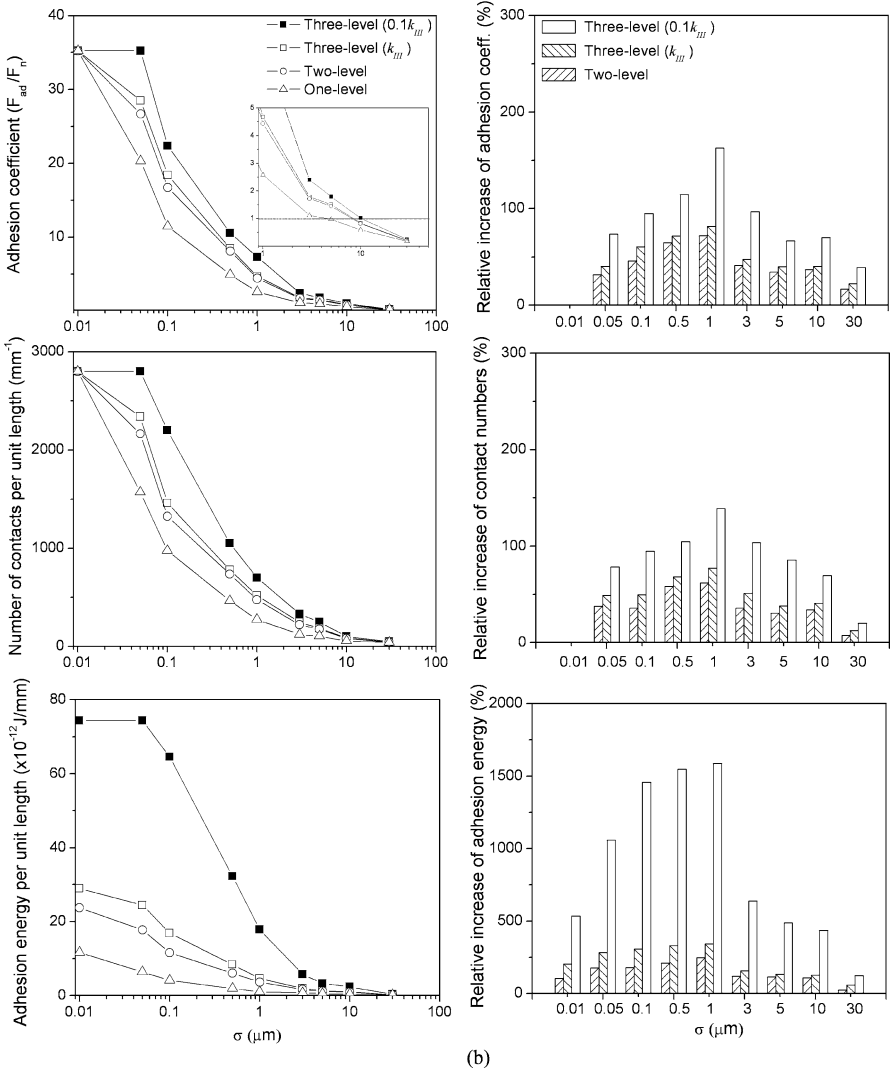 Adhesion coefficient (F_ad/F_n)
40
30
20
10
Three-level (0.1k_III)
Three-level (k_III)
Two-level
One-level
5
4
3
2
1
0
1
10
0.01 0.1 1 10 100
Relative increase of adhesion coeff. (%)
300
200
100
0
Three-level (0.1k_III)
Three-level (k_III)
Two-level
0.01 0.05 0.1 0.5 1 3 5 10 30
Number of contacts per unit length (mm⁻¹)
3000
2000
1000
0
0.01 0.1 1 10 100
Relative increase of contact numbers (%)
300
200
100
0
0.01 0.05 0.1 0.5 1 3 5 10 30
Adhesion energy per unit length (x10⁻¹²J/mm)
80
60
40
20
0
0.01 0.1 1 10 100
σ (μm)
Relative increase of adhesion energy (%)
2000
1500
1000
500
0
0.01 0.05 0.1 0.5 1 3 5 10 30
σ (μm)
(b)